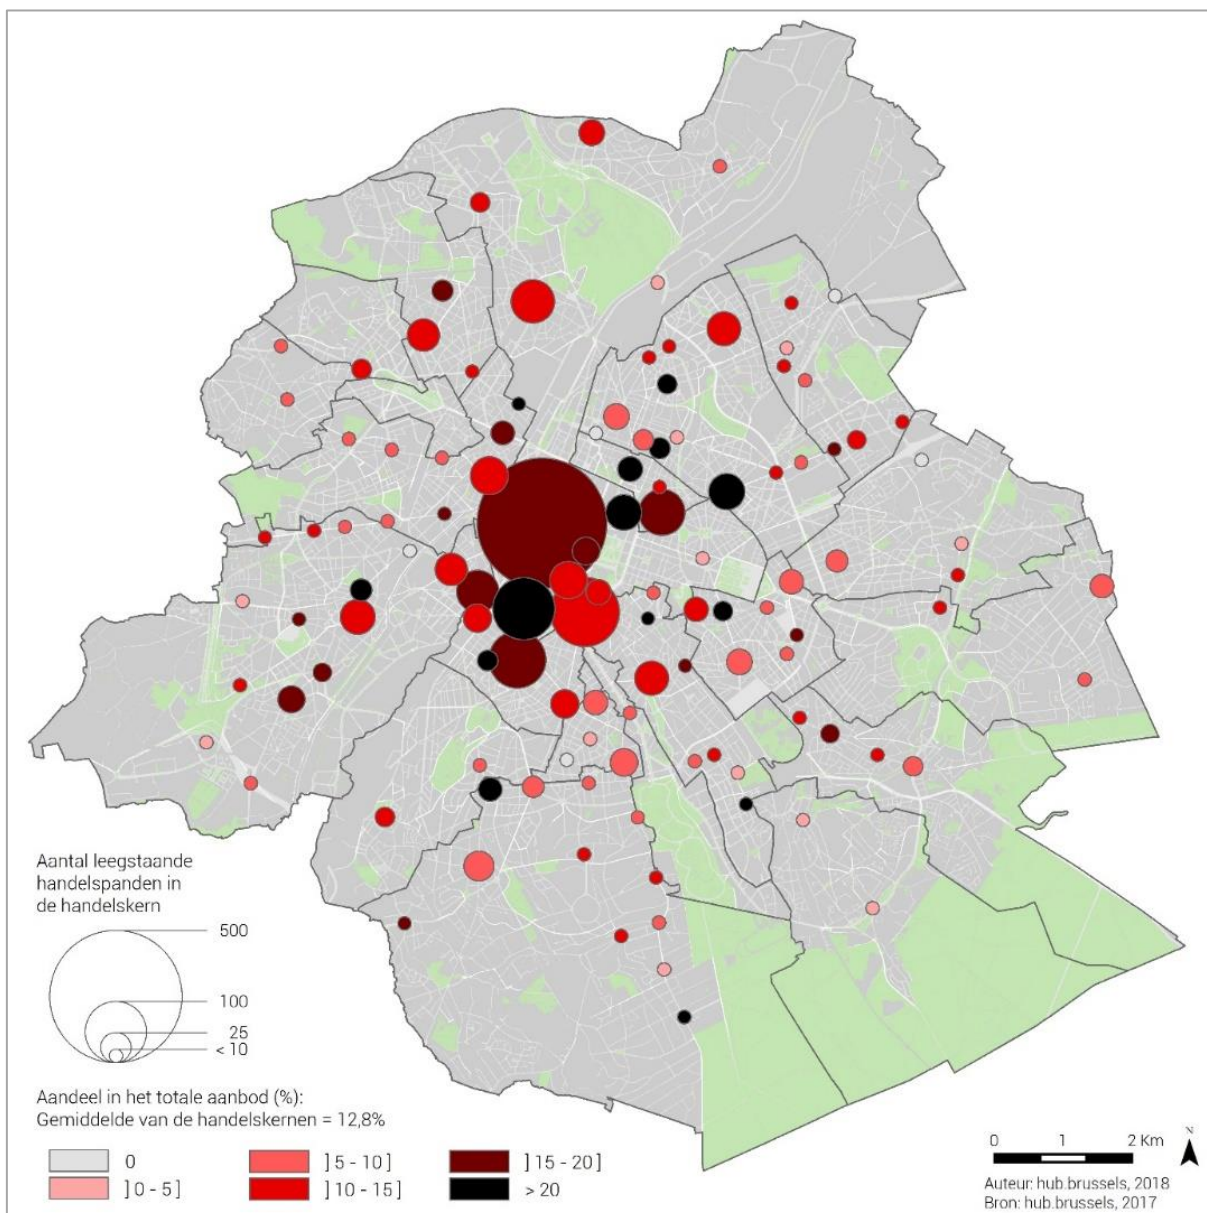 Aantal leegstaande
handelspanden in
de handelskern
500
100
25
< 10
Aandeel in het totale aanbod (%):
Gemiddelde van de handelskernen = 12,8%
0
] 5 - 10 ]
] 15 - 20 ]
] 0 - 5 ]
] 10 - 15 ]
> 20
0 1 2 Km
N
Auteur: hub.brussels, 2018
Bron: hub.brussels, 2017